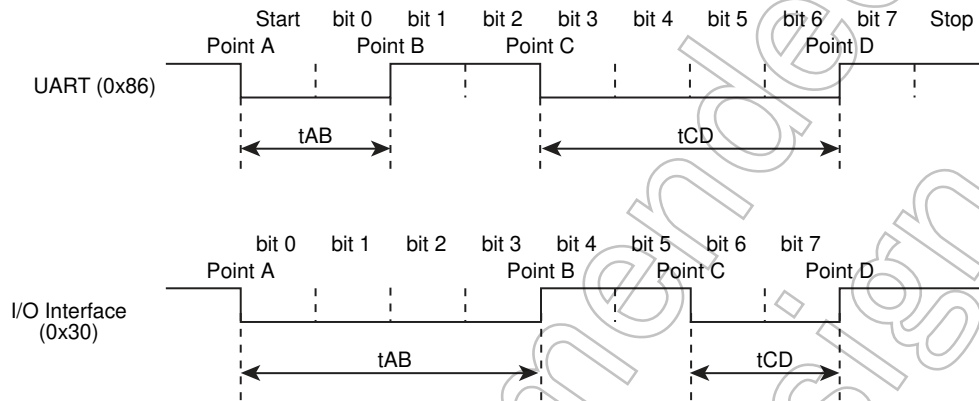 Start bit 0 bit 1 bit 2 bit 3 bit 4 bit 5 bit 6 bit 7 Stop
Point A Point B Point C Point D
UART (0x86)
tAB tCD
bit 0 bit 1 bit 2 bit 3 bit 4 bit 5 bit 6 bit 7
Point A Point B Point C Point D
I/O Interface
(0x30)
tAB tCD